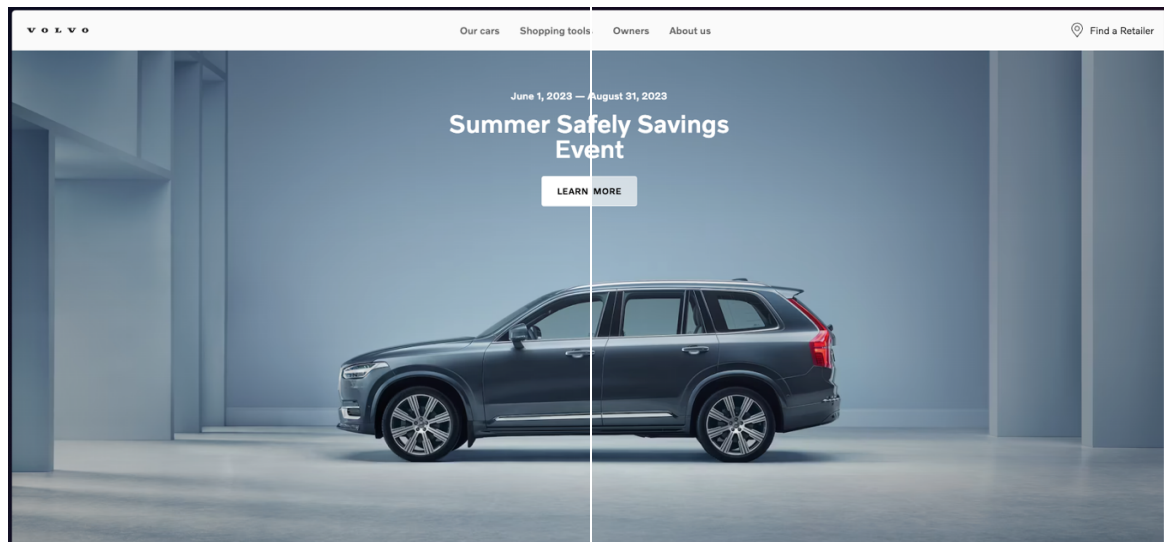 VOLVO
Our cars Shopping tools Owners About us
Find a Retailer
June 1, 2023 — August 31, 2023
Summer Safely Savings
Event
LEARN MORE